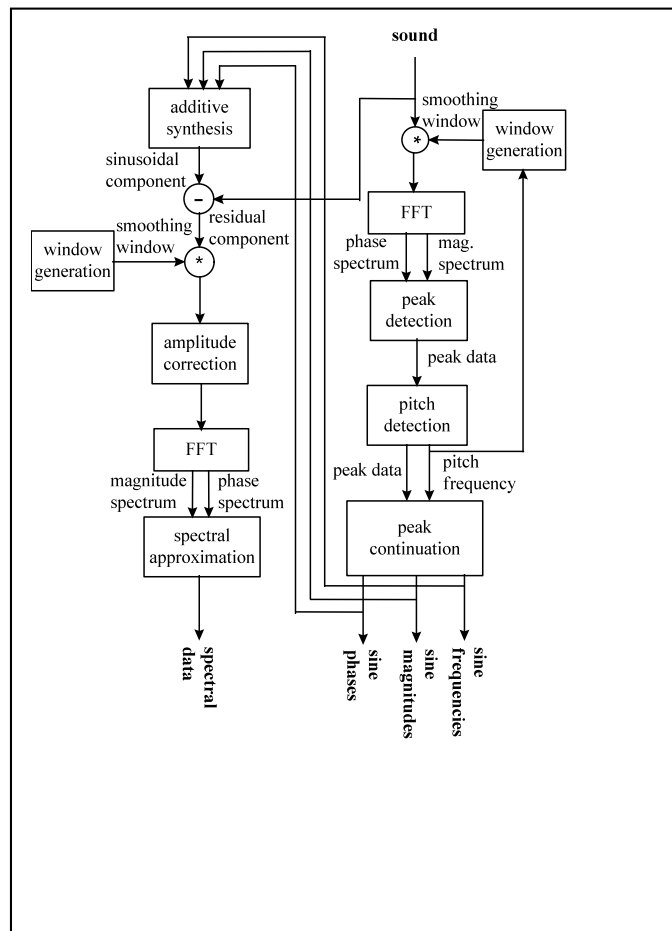 sound
smoothing
window
additive
synthesis
window
generation
*
sinusoidal
component
-
FFT
residual
component
smoothing
window
phase
spectrum
mag.
spectrum
window
generation
*
peak
detection
amplitude
correction
peak data
pitch
detection
FFT
peak data
pitch
frequency
magnitude
spectrum
phase
spectrum
peak
continuation
spectral
approximation
spectral
data
sine
phases
sine
magnitudes
sine
frequencies